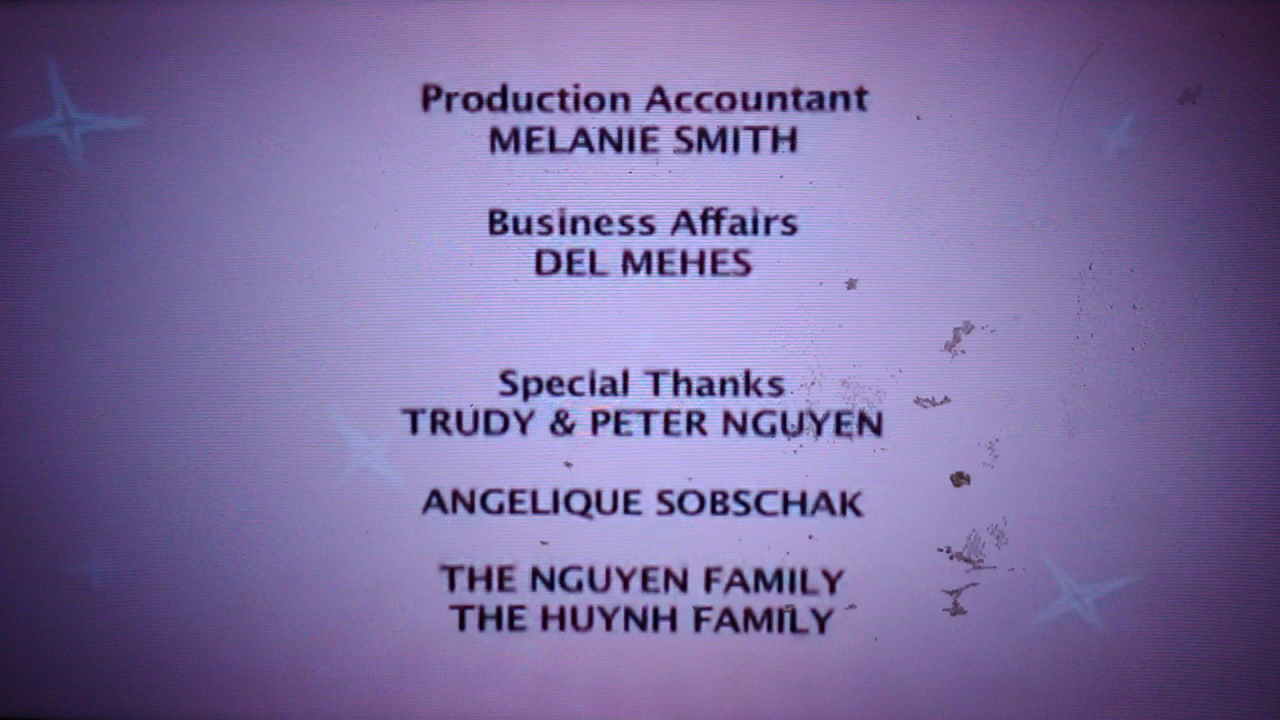 Production Accountant
MELANIE SMITH
Business Affairs
DEL MEHES
Special Thanks
TRUDY & PETER NGUYEN
ANGELIQUE SOBSCHAK
THE NGUYEN FAMILY
THE HUYNH FAMILY